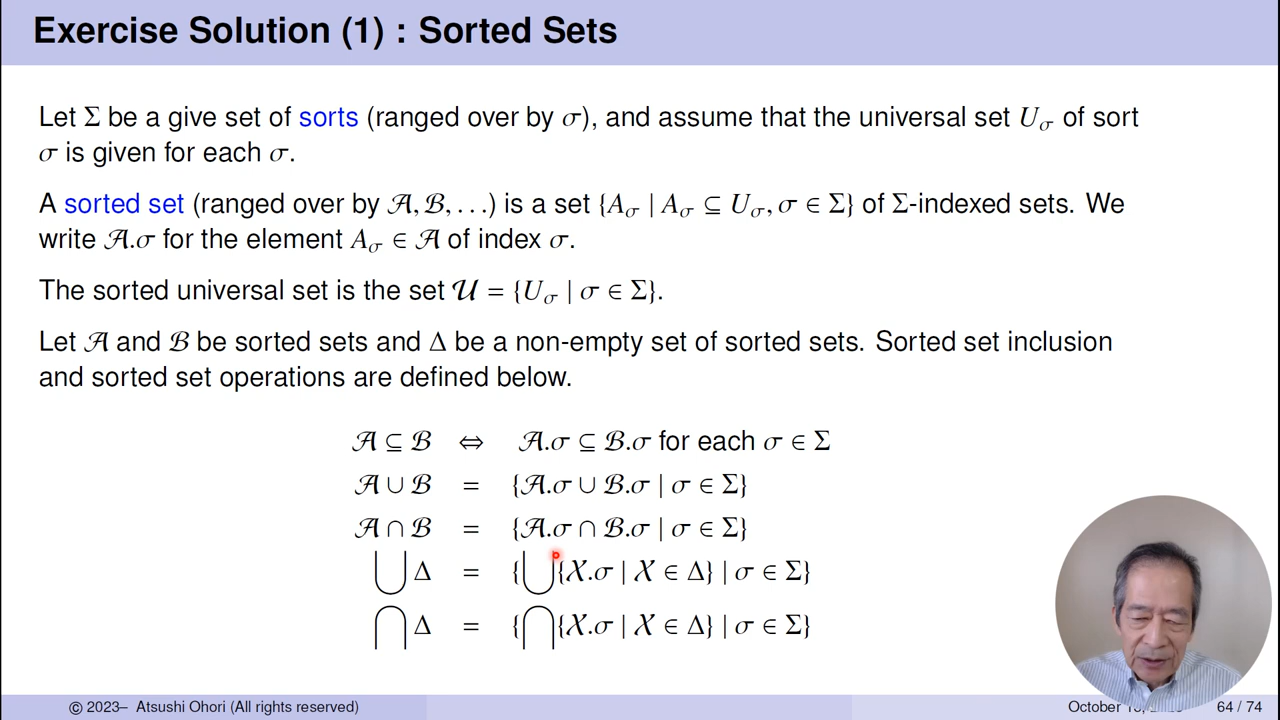 Exercise Solution (1) : Sorted Sets
Let Σ be a give set of sorts (ranged over by σ), and assume that the universal set U_σ of sort
σ is given for each σ.
A sorted set (ranged over by 𝒜, ℬ, . . .) is a set {A_σ | A_σ ⊆ U_σ, σ ∈ Σ} of Σ-indexed sets. We
write 𝒜.σ for the element A_σ ∈ 𝒜 of index σ.
The sorted universal set is the set 𝒰 = {U_σ | σ ∈ Σ}.
Let 𝒜 and ℬ be sorted sets and Δ be a non-empty set of sorted sets. Sorted set inclusion
and sorted set operations are defined below.
𝒜 ⊆ ℬ ⇔ 𝒜.σ ⊆ ℬ.σ for each σ ∈ Σ
𝒜 ∪ ℬ = {𝒜.σ ∪ ℬ.σ | σ ∈ Σ}
𝒜 ∩ ℬ = {𝒜.σ ∩ ℬ.σ | σ ∈ Σ}
⋃ Δ = {⋃{𝒳.σ | 𝒳 ∈ Δ} | σ ∈ Σ}
⋂ Δ = {⋂{𝒳.σ | 𝒳 ∈ Δ} | σ ∈ Σ}
© 2023– Atsushi Ohori (All rights reserved)
October 64 / 74